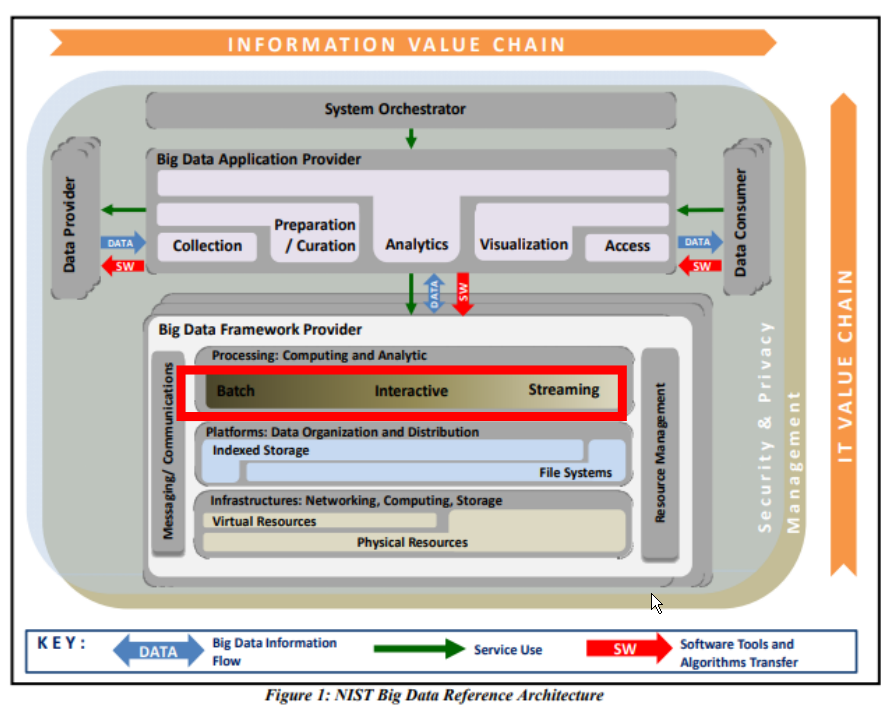 INFORMATION VALUE CHAIN
System Orchestrator
Big Data Application Provider
Collection
Preparation
/ Curation
Analytics
Visualization
Access
Data Provider
DATA
SW
Data Consumer
DATA
SW
DATA
SW
Big Data Framework Provider
Messaging/ Communications
Processing: Computing and Analytic
Batch
Interactive
Streaming
Platforms: Data Organization and Distribution
Indexed Storage
File Systems
Infrastructures: Networking, Computing, Storage
Virtual Resources
Physical Resources
Resource Management
Security & Privacy
Management
IT VALUE CHAIN
KEY:
DATA
Big Data Information
Flow
Service Use
SW
Software Tools and
Algorithms Transfer
Figure 1: NIST Big Data Reference Architecture